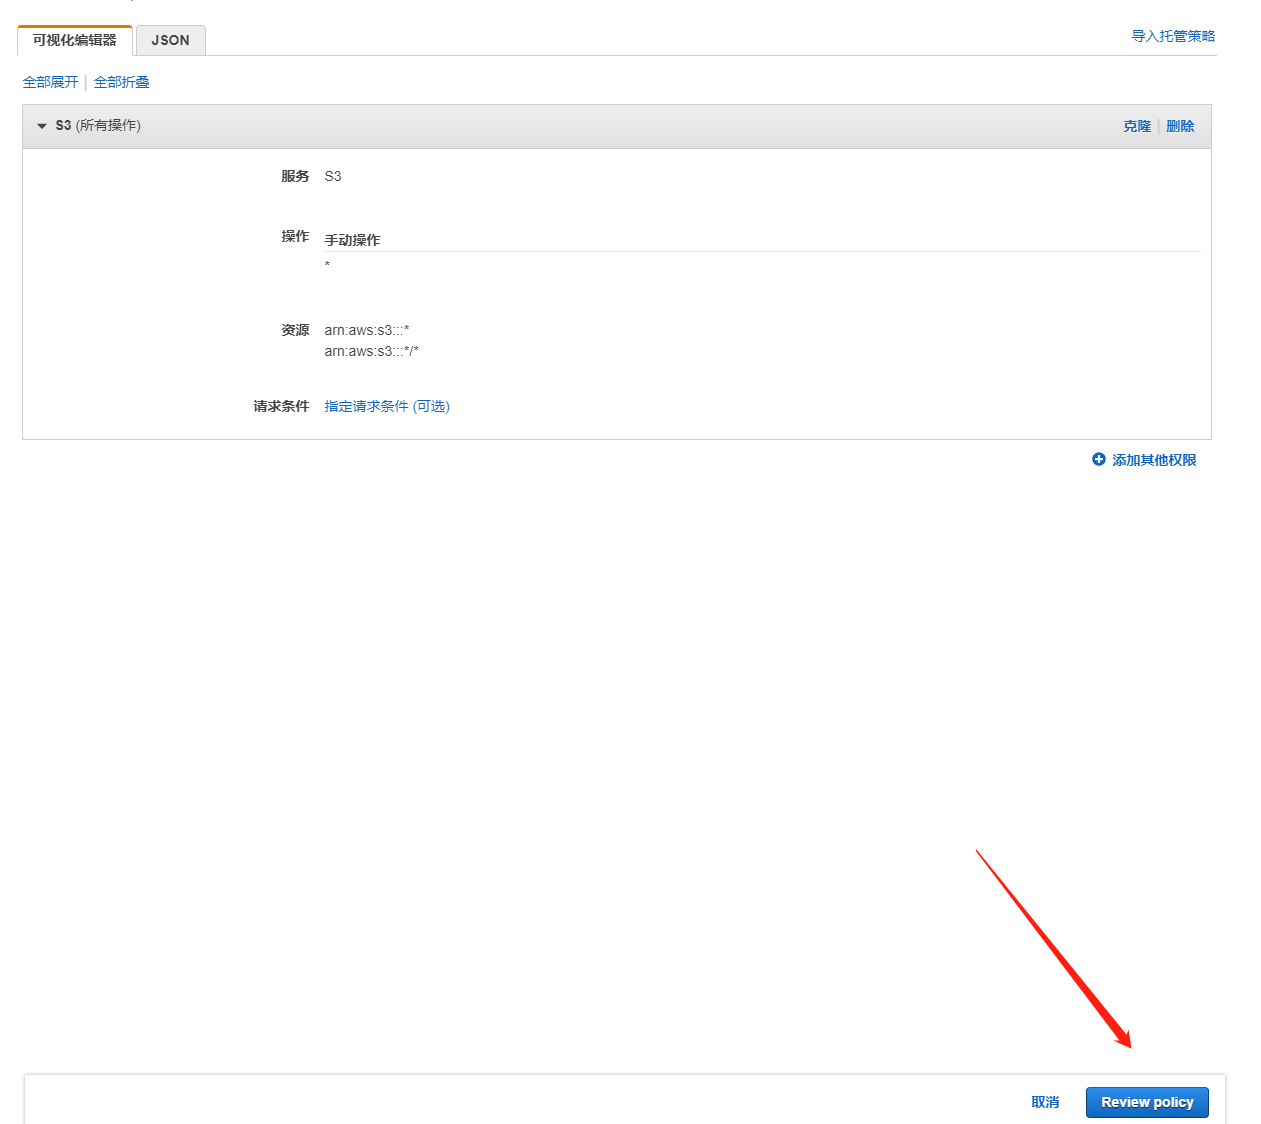 可视化编辑器 JSON 导入托管策略
全部展开 | 全部折叠
S3 (所有操作) 克隆 | 删除
服务 S3
操作 手动操作
*
资源 arn:aws:s3:::*
arn:aws:s3:::*/*
请求条件 指定请求条件 (可选)
添加其他权限
取消 Review policy